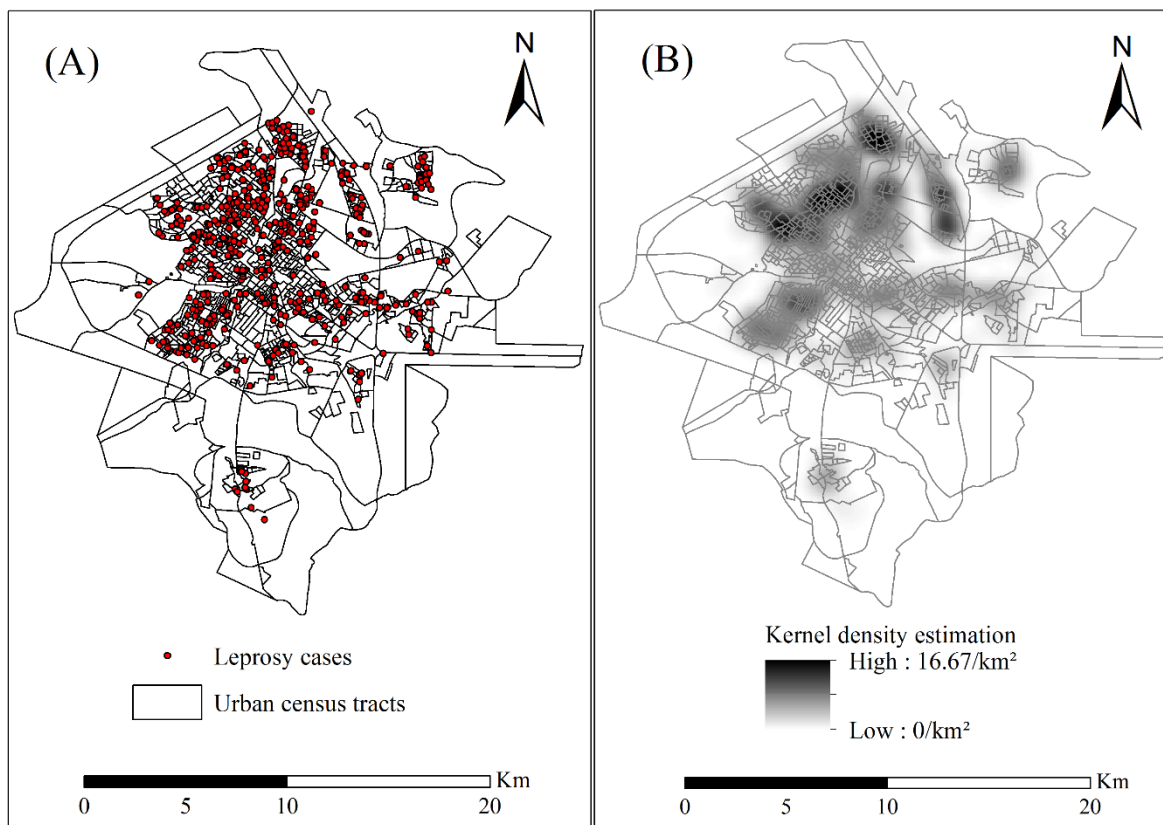 (A)
N
Leprosy cases
Urban census tracts
Km
0 5 10 20
(B)
N
Kernel density estimation
High : 16.67/km²
Low : 0/km²
Km
0 5 10 20